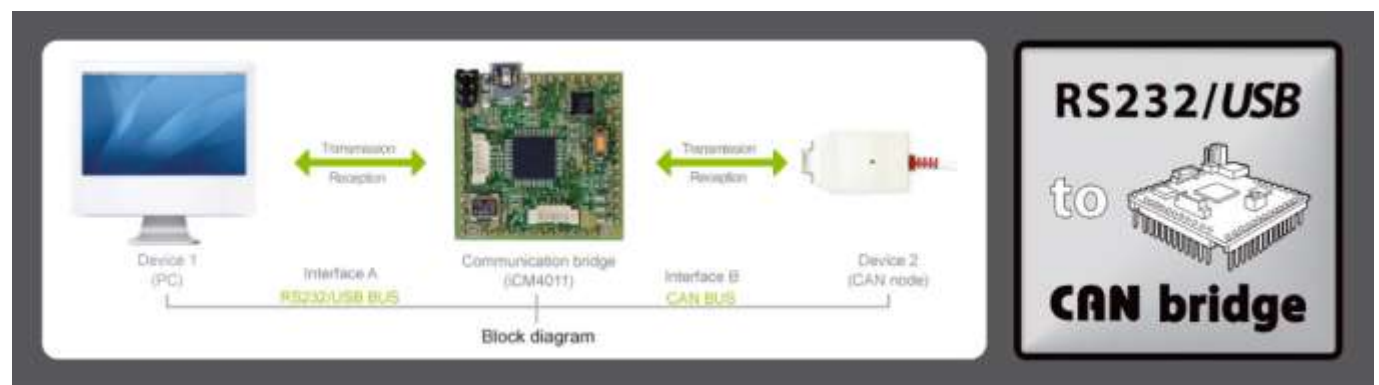 Transmission
Reception
Transmission
Reception
Device 1
(PC)
Interface A
RS232/USB BUS
Communication bridge
(iCM4011)
Interface B
CAN BUS
Device 2
(CAN node)
Block diagram
RS232/USB
to
CAN bridge